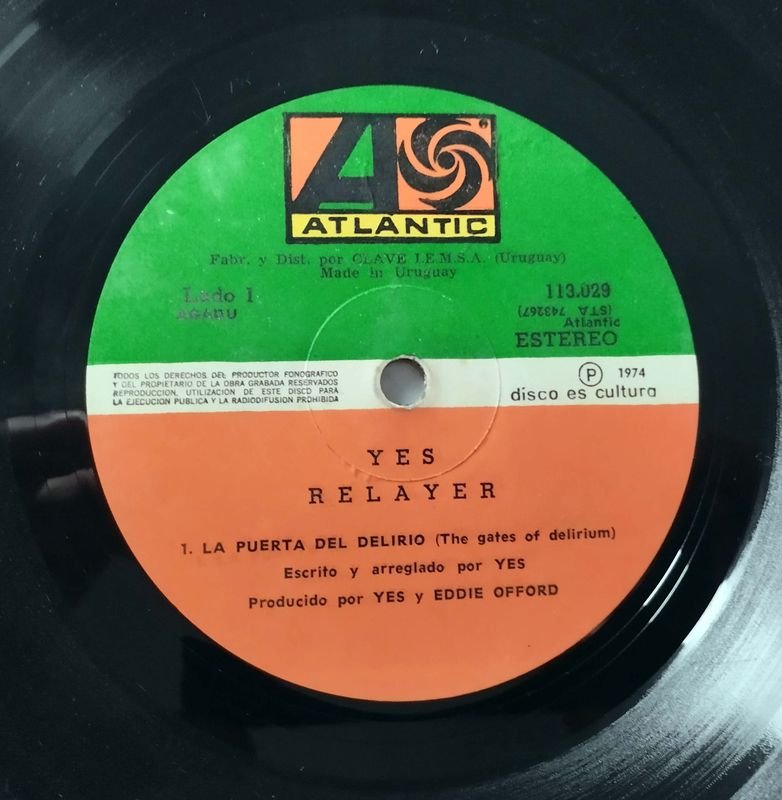 ATLANTIC
®
Fabr. y Dist. por CLAVE I.E.M.S.A. (Uruguay)
Made in Uruguay
Lado 1
AGADU
113.029
(STA 743267)
Atlantic
ESTEREO
TODOS LOS DERECHOS DEL PRODUCTOR FONOGRAFICO
Y DEL PROPIETARIO DE LA OBRA GRABADA RESERVADOS
REPRODUCCION, UTILIZACION DE ESTE DISCO PARA
LA EJECUCION PUBLICA Y LA RADIODIFUSION PROHIBIDA
Ⓟ 1974
disco es cultura
YES
RELAYER
1. LA PUERTA DEL DELIRIO (The gates of delirium)
Escrito y arreglado por YES
Producido por YES y EDDIE OFFORD